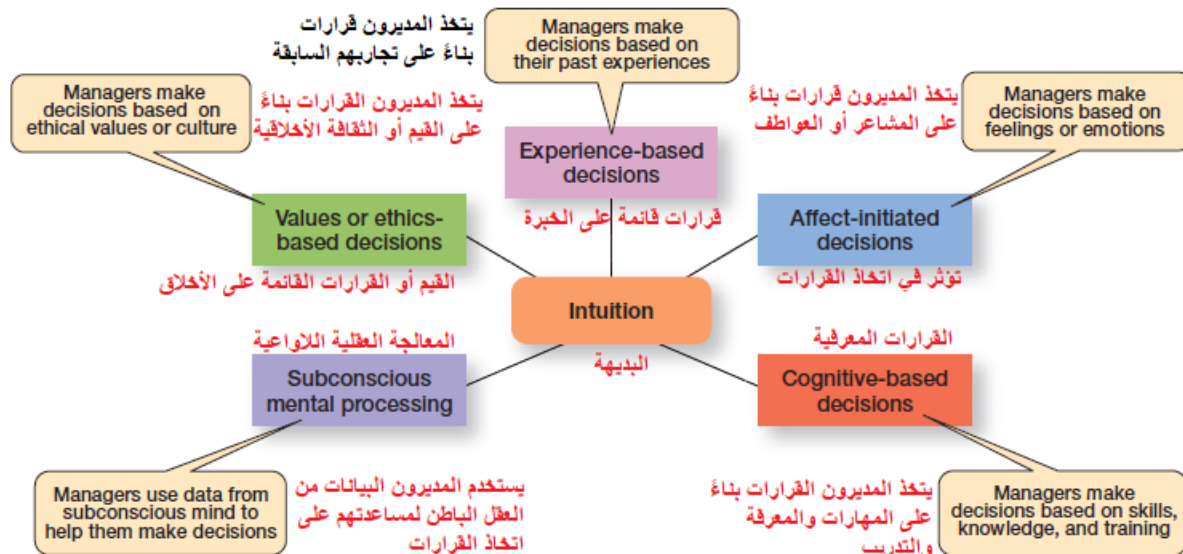 يتخذ المديرون قرارات
بناءً على تجاربهم السابقة
Managers make
decisions based on
their past experiences
Managers make
decisions based on
ethical values or culture
يتخذ المديرون القرارات بناءً
على القيم أو الثقافة الأخلاقية
يتخذ المديرون قرارات بناءً
على المشاعر أو العواطف
Managers make
decisions based on
feelings or emotions
Experience-based
decisions
قرارات قائمة على الخبرة
Values or ethics-
based decisions
القيم أو القرارات القائمة على الأخلاق
Affect-initiated
decisions
تؤثر في اتخاذ القرارات
Intuition
البديهة
المعالجة العقلية اللاواعية
Subconscious
mental processing
القرارات المعرفية
Cognitive-based
decisions
Managers use data from
subconscious mind to
help them make decisions
يستخدم المديرون البيانات من
العقل الباطن لمساعدتهم على
اتخاذ القرارات
يتخذ المديرون القرارات بناءً
على المهارات والمعرفة
والتدريب
Managers make
decisions based on skills,
knowledge, and training